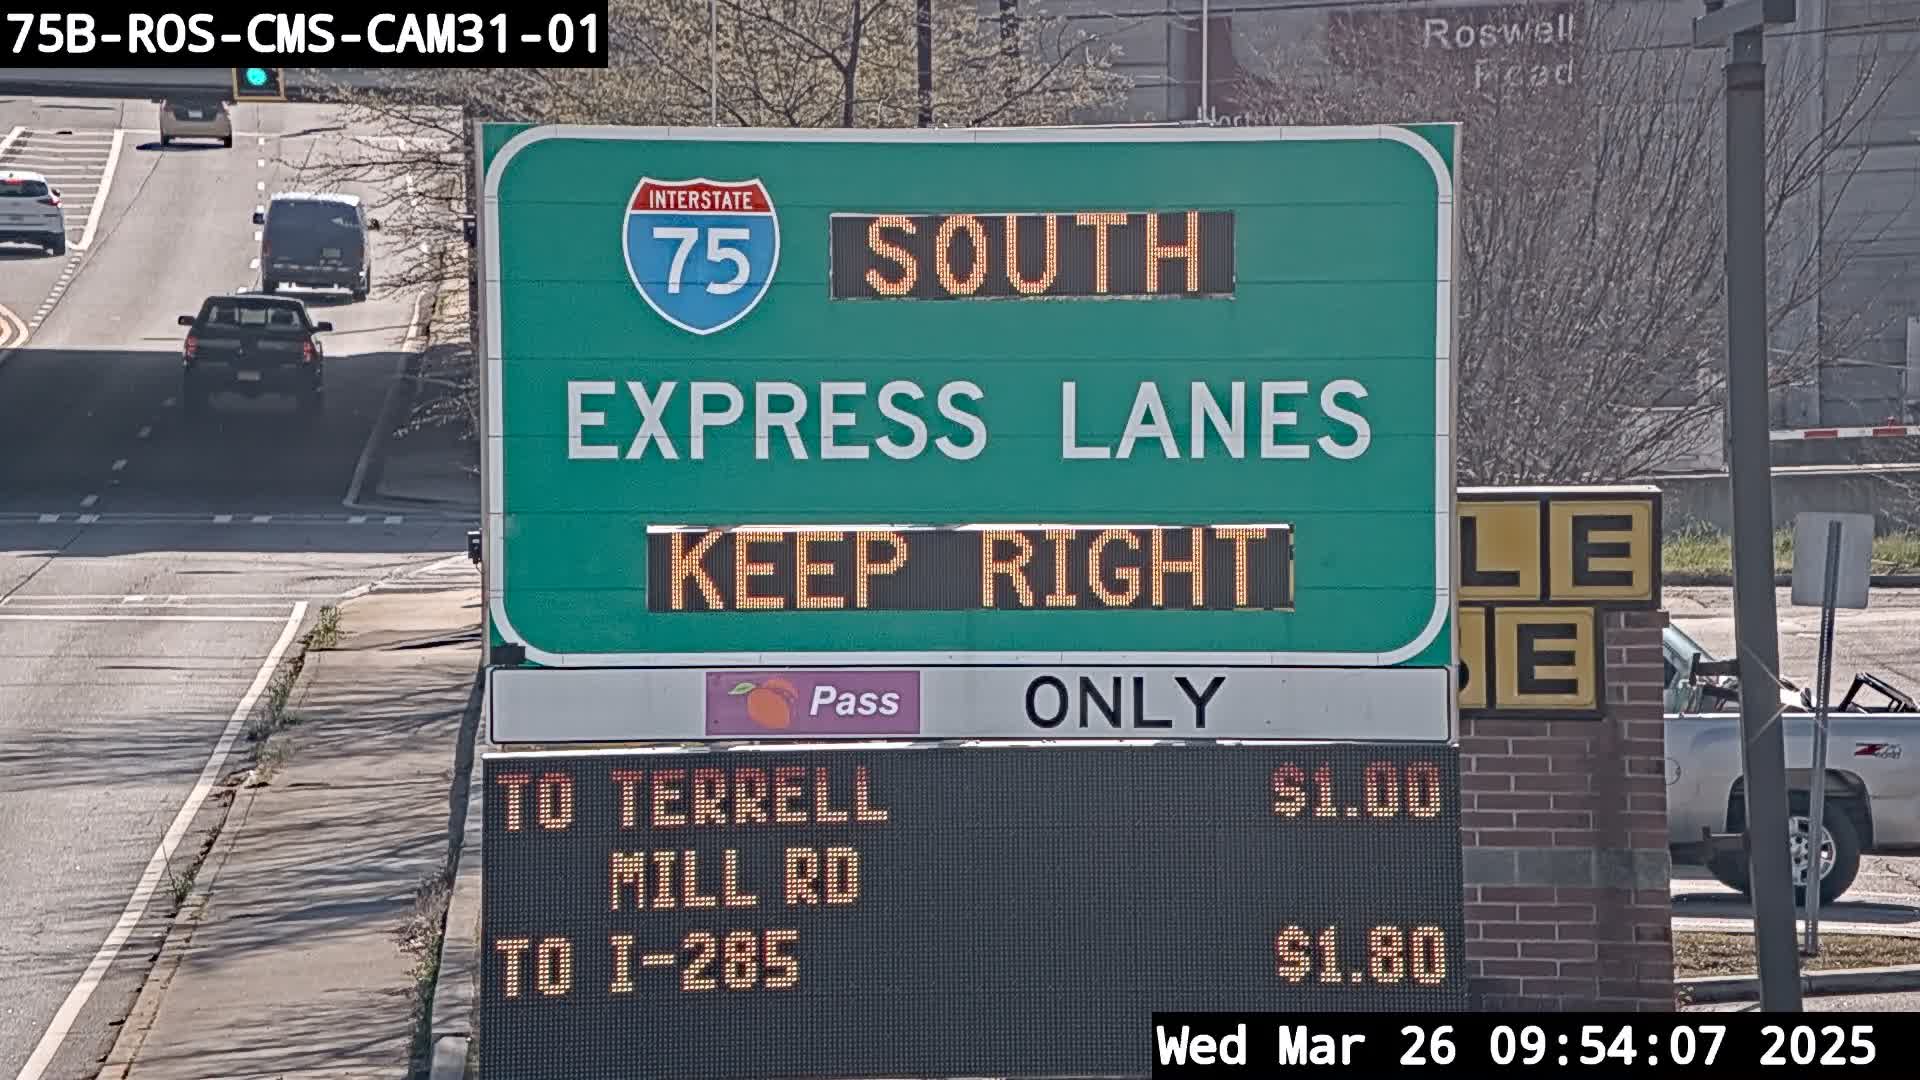 75B-ROS-CMS-CAM31-01
Roswell
Road
INTERSTATE
75
SOUTH
EXPRESS LANES
KEEP RIGHT
Pass
ONLY
LE
E
TO TERRELL $1.00
MILL RD
TO I-285 $1.80
Wed Mar 26 09:54:07 2025